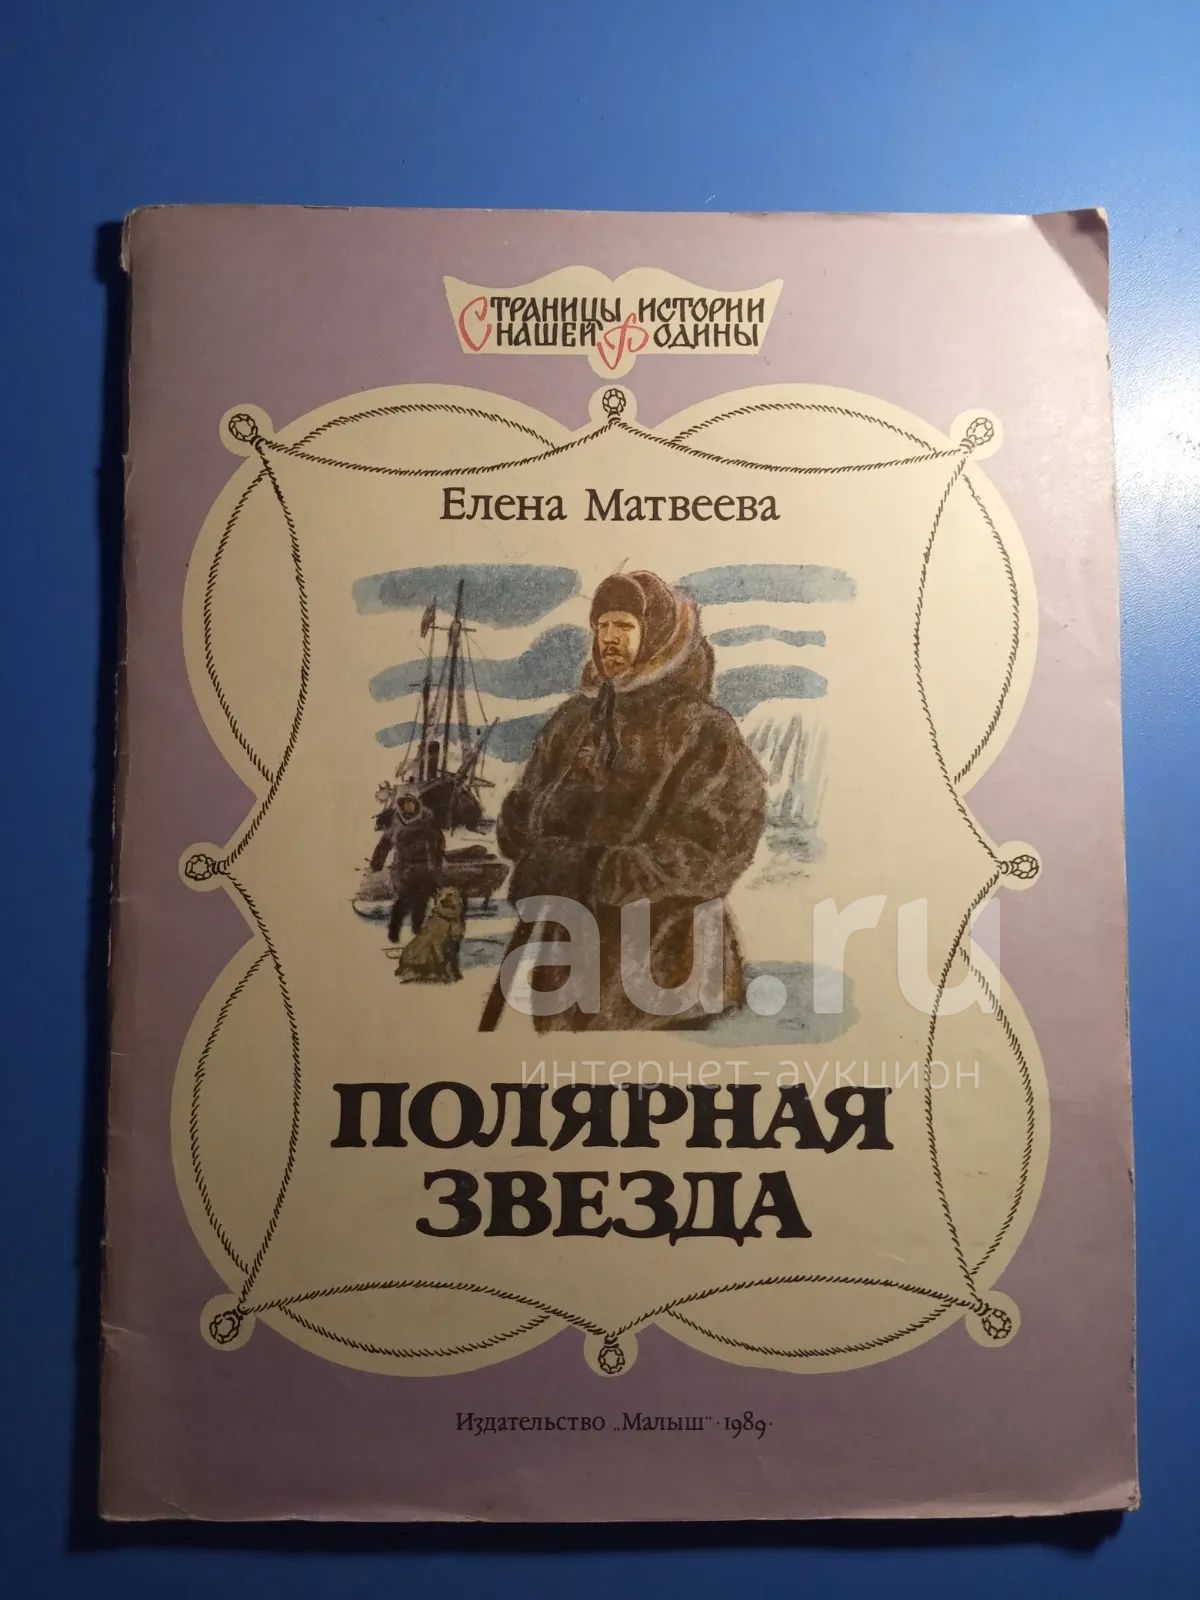 СТРАНИЦЫ ИСТОРИИ
НАШЕЙ РОДИНЫ
Елена Матвеева
au.ru
интернет-аукцион
ПОЛЯРНАЯ
ЗВЕЗДА
Издательство „Малыш“·1989·